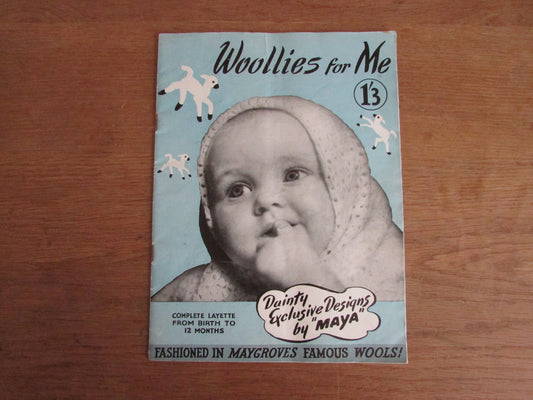 Woollies for Me
1'3
Dainty
Exclusive Designs
by "MAYA"
COMPLETE LAYETTE
FROM BIRTH TO
12 MONTHS
FASHIONED IN MAYGROVES FAMOUS WOOLS!